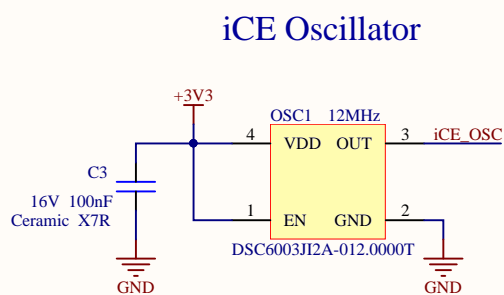 iCE Oscillator
+3V3
OSC1 12MHz
4 VDD OUT 3 iCE_OSC
C3
16V 100nF
Ceramic X7R
1 EN GND 2
DSC6003JI2A-012.0000T
GND GND